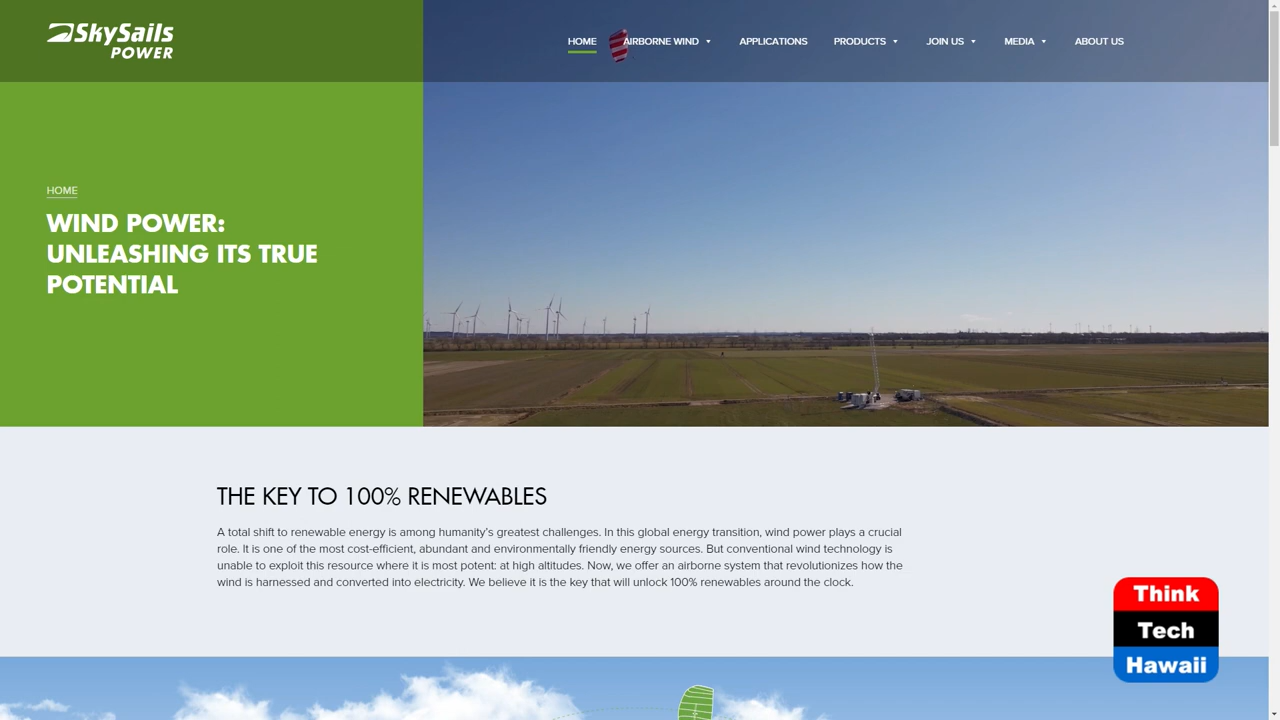 SkySails
POWER
HOME AIRBORNE WIND APPLICATIONS PRODUCTS JOIN US MEDIA ABOUT US
HOME
WIND POWER:
UNLEASHING ITS TRUE
POTENTIAL
THE KEY TO 100% RENEWABLES
A total shift to renewable energy is among humanity's greatest challenges. In this global energy transition, wind power plays a crucial
role. It is one of the most cost-efficient, abundant and environmentally friendly energy sources. But conventional wind technology is
unable to exploit this resource where it is most potent: at high altitudes. Now, we offer an airborne system that revolutionizes how the
wind is harnessed and converted into electricity. We believe it is the key that will unlock 100% renewables around the clock.
Think
Tech
Hawaii